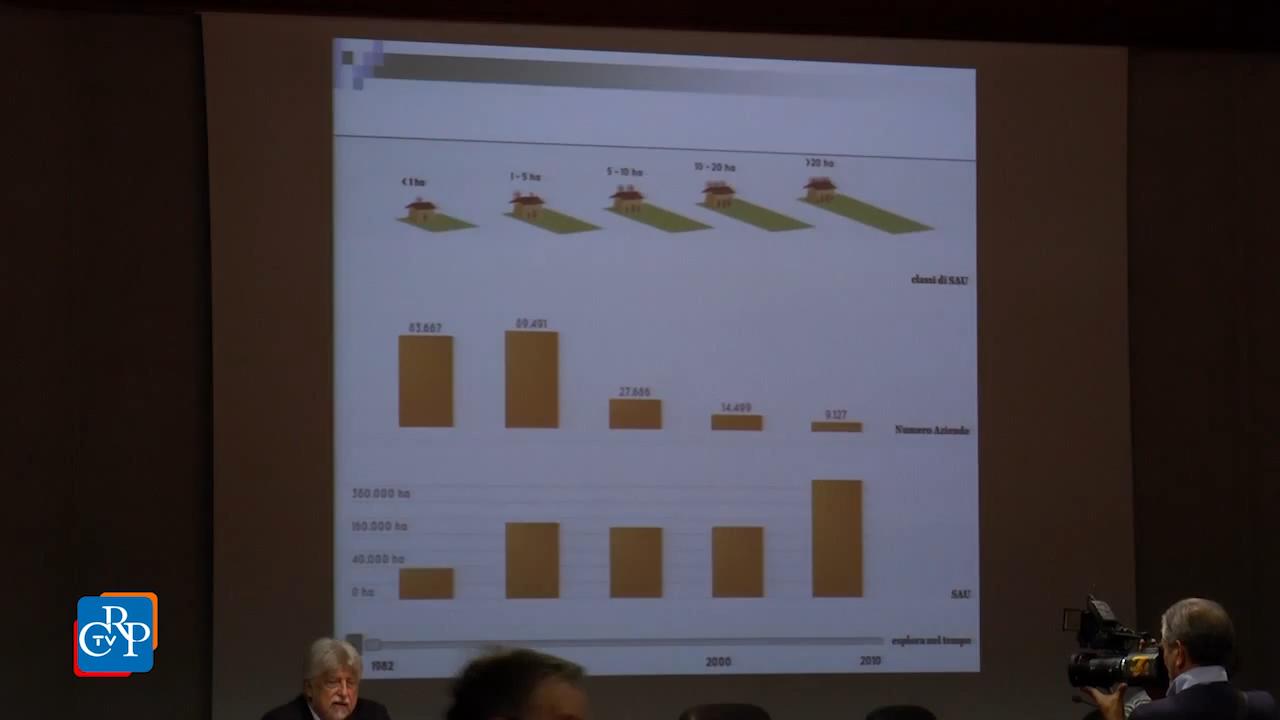 < 1 ha
1 - 5 ha
5 - 10 ha
10 - 20 ha
>20 ha
classi di SAU
83.667
89.491
27.686
14.499
9.127
Numero Aziende
360.000 ha
160.000 ha
40.000 ha
0 ha
SAU
esplora nel tempo
1982
2000
2010
CRP
TV